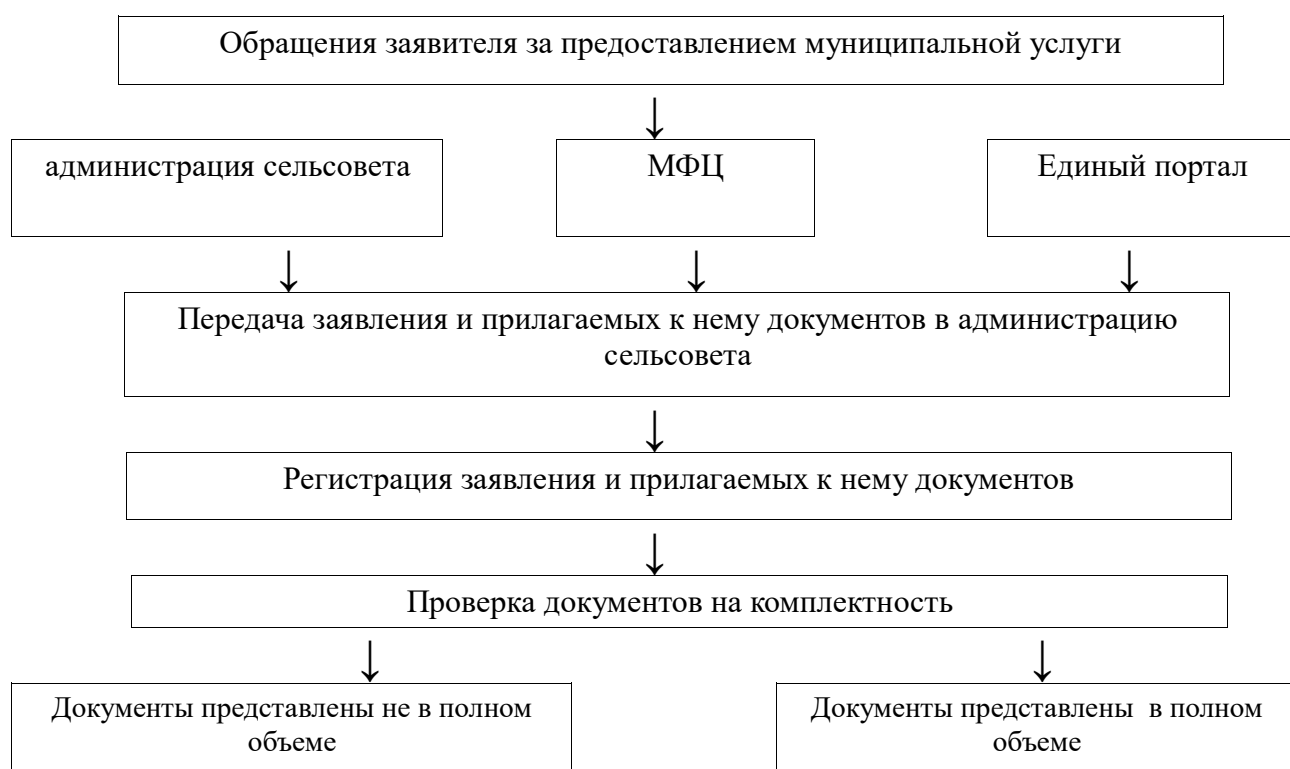 Обращения заявителя за предоставлением муниципальной услуги
администрация сельсовета
МФЦ
Единый портал
Передача заявления и прилагаемых к нему документов в администрацию
сельсовета
Регистрация заявления и прилагаемых к нему документов
Проверка документов на комплектность
Документы представлены не в полном
объеме
Документы представлены в полном
объеме